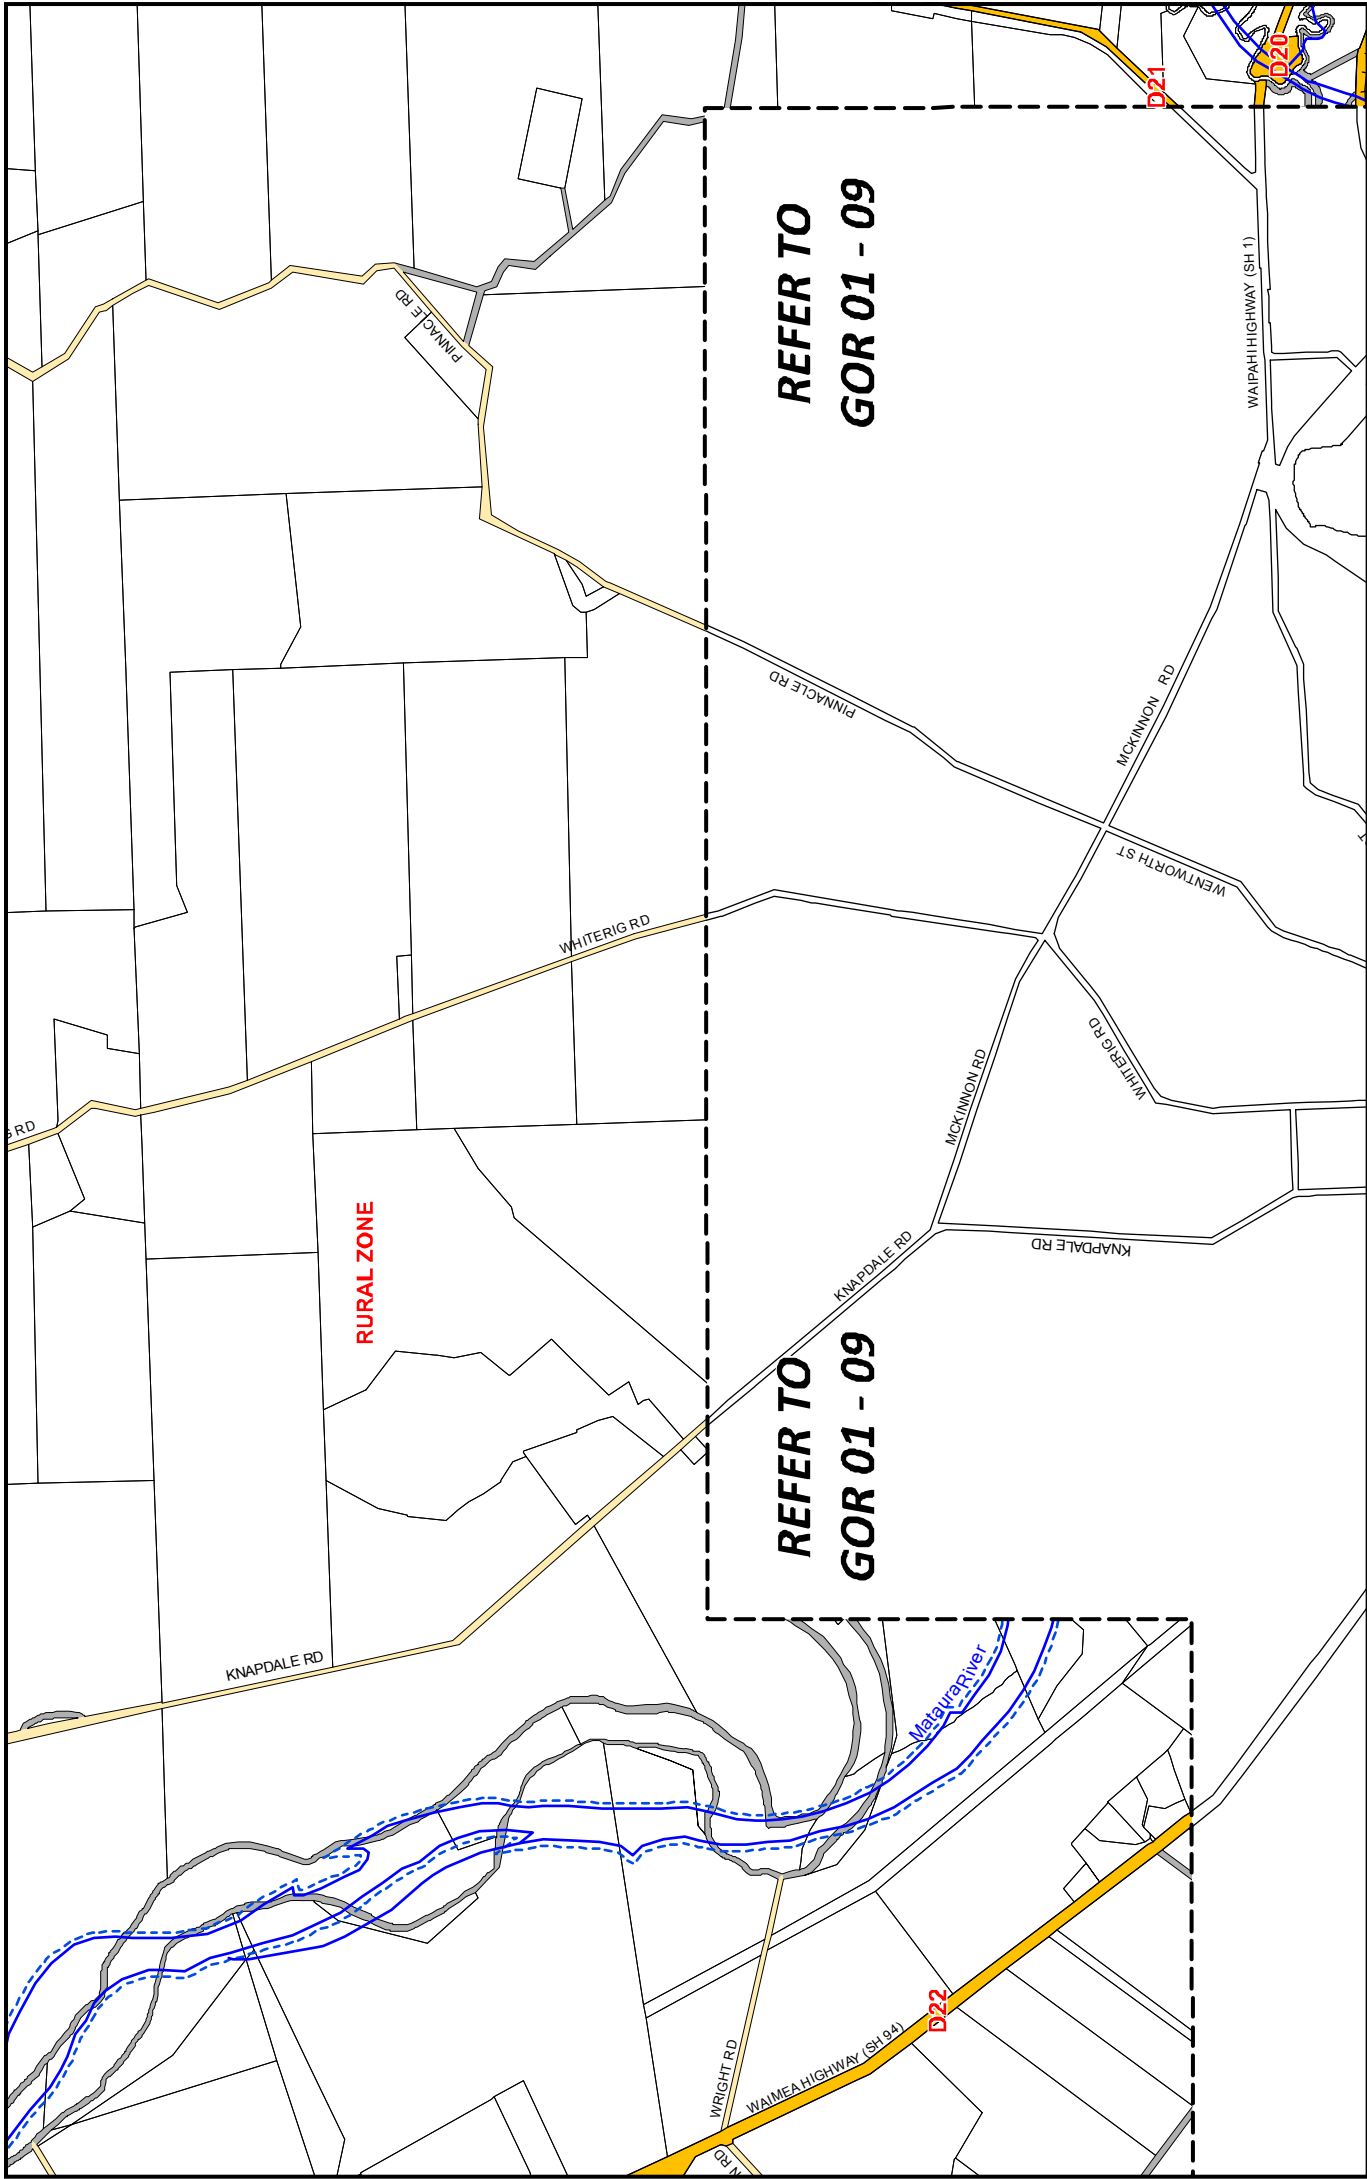 D20
D21
REFER TO
GOR 01 - 09
WAIPAHI HIGHWAY (SH 1)
PINNACLE RD
PINNACLE RD
MCKINNON RD
WENTWORTH ST
WHITERIG RD
WHITERIG RD
MCKINNON RD
G RD
RURAL ZONE
KNAPDALE RD
KNAPDALE RD
REFER TO
GOR 01 - 09
KNAPDALE RD
Mataura River
D22
WAIMEA HIGHWAY (SH 94)
WRIGHT RD
N RD